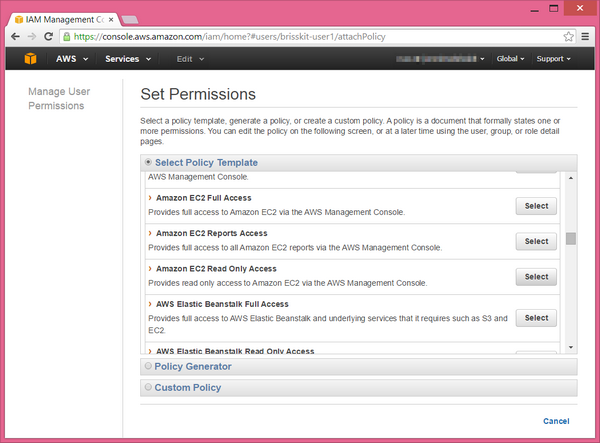 IAM Management Co
https://console.aws.amazon.com/iam/home?#users/brisskit-user1/attachPolicy
AWS Services Edit Global Support
Manage User
Permissions
Set Permissions
Select a policy template, generate a policy, or create a custom policy. A policy is a document that formally states one or
more permissions. You can edit the policy on the following screen, or at a later time using the user, group, or role detail
pages.
Select Policy Template
AWS Management Console.
Amazon EC2 Full Access
Provides full access to Amazon EC2 via the AWS Management Console.
Select
Amazon EC2 Reports Access
Provides full access to all Amazon EC2 reports via the AWS Management Console.
Select
Amazon EC2 Read Only Access
Provides read only access to Amazon EC2 via the AWS Management Console.
Select
AWS Elastic Beanstalk Full Access
Provides full access to AWS Elastic Beanstalk and underlying services that it requires such as S3 and
EC2.
Select
AWS Elastic Beanstalk Read Only Access
Policy Generator
Custom Policy
Cancel